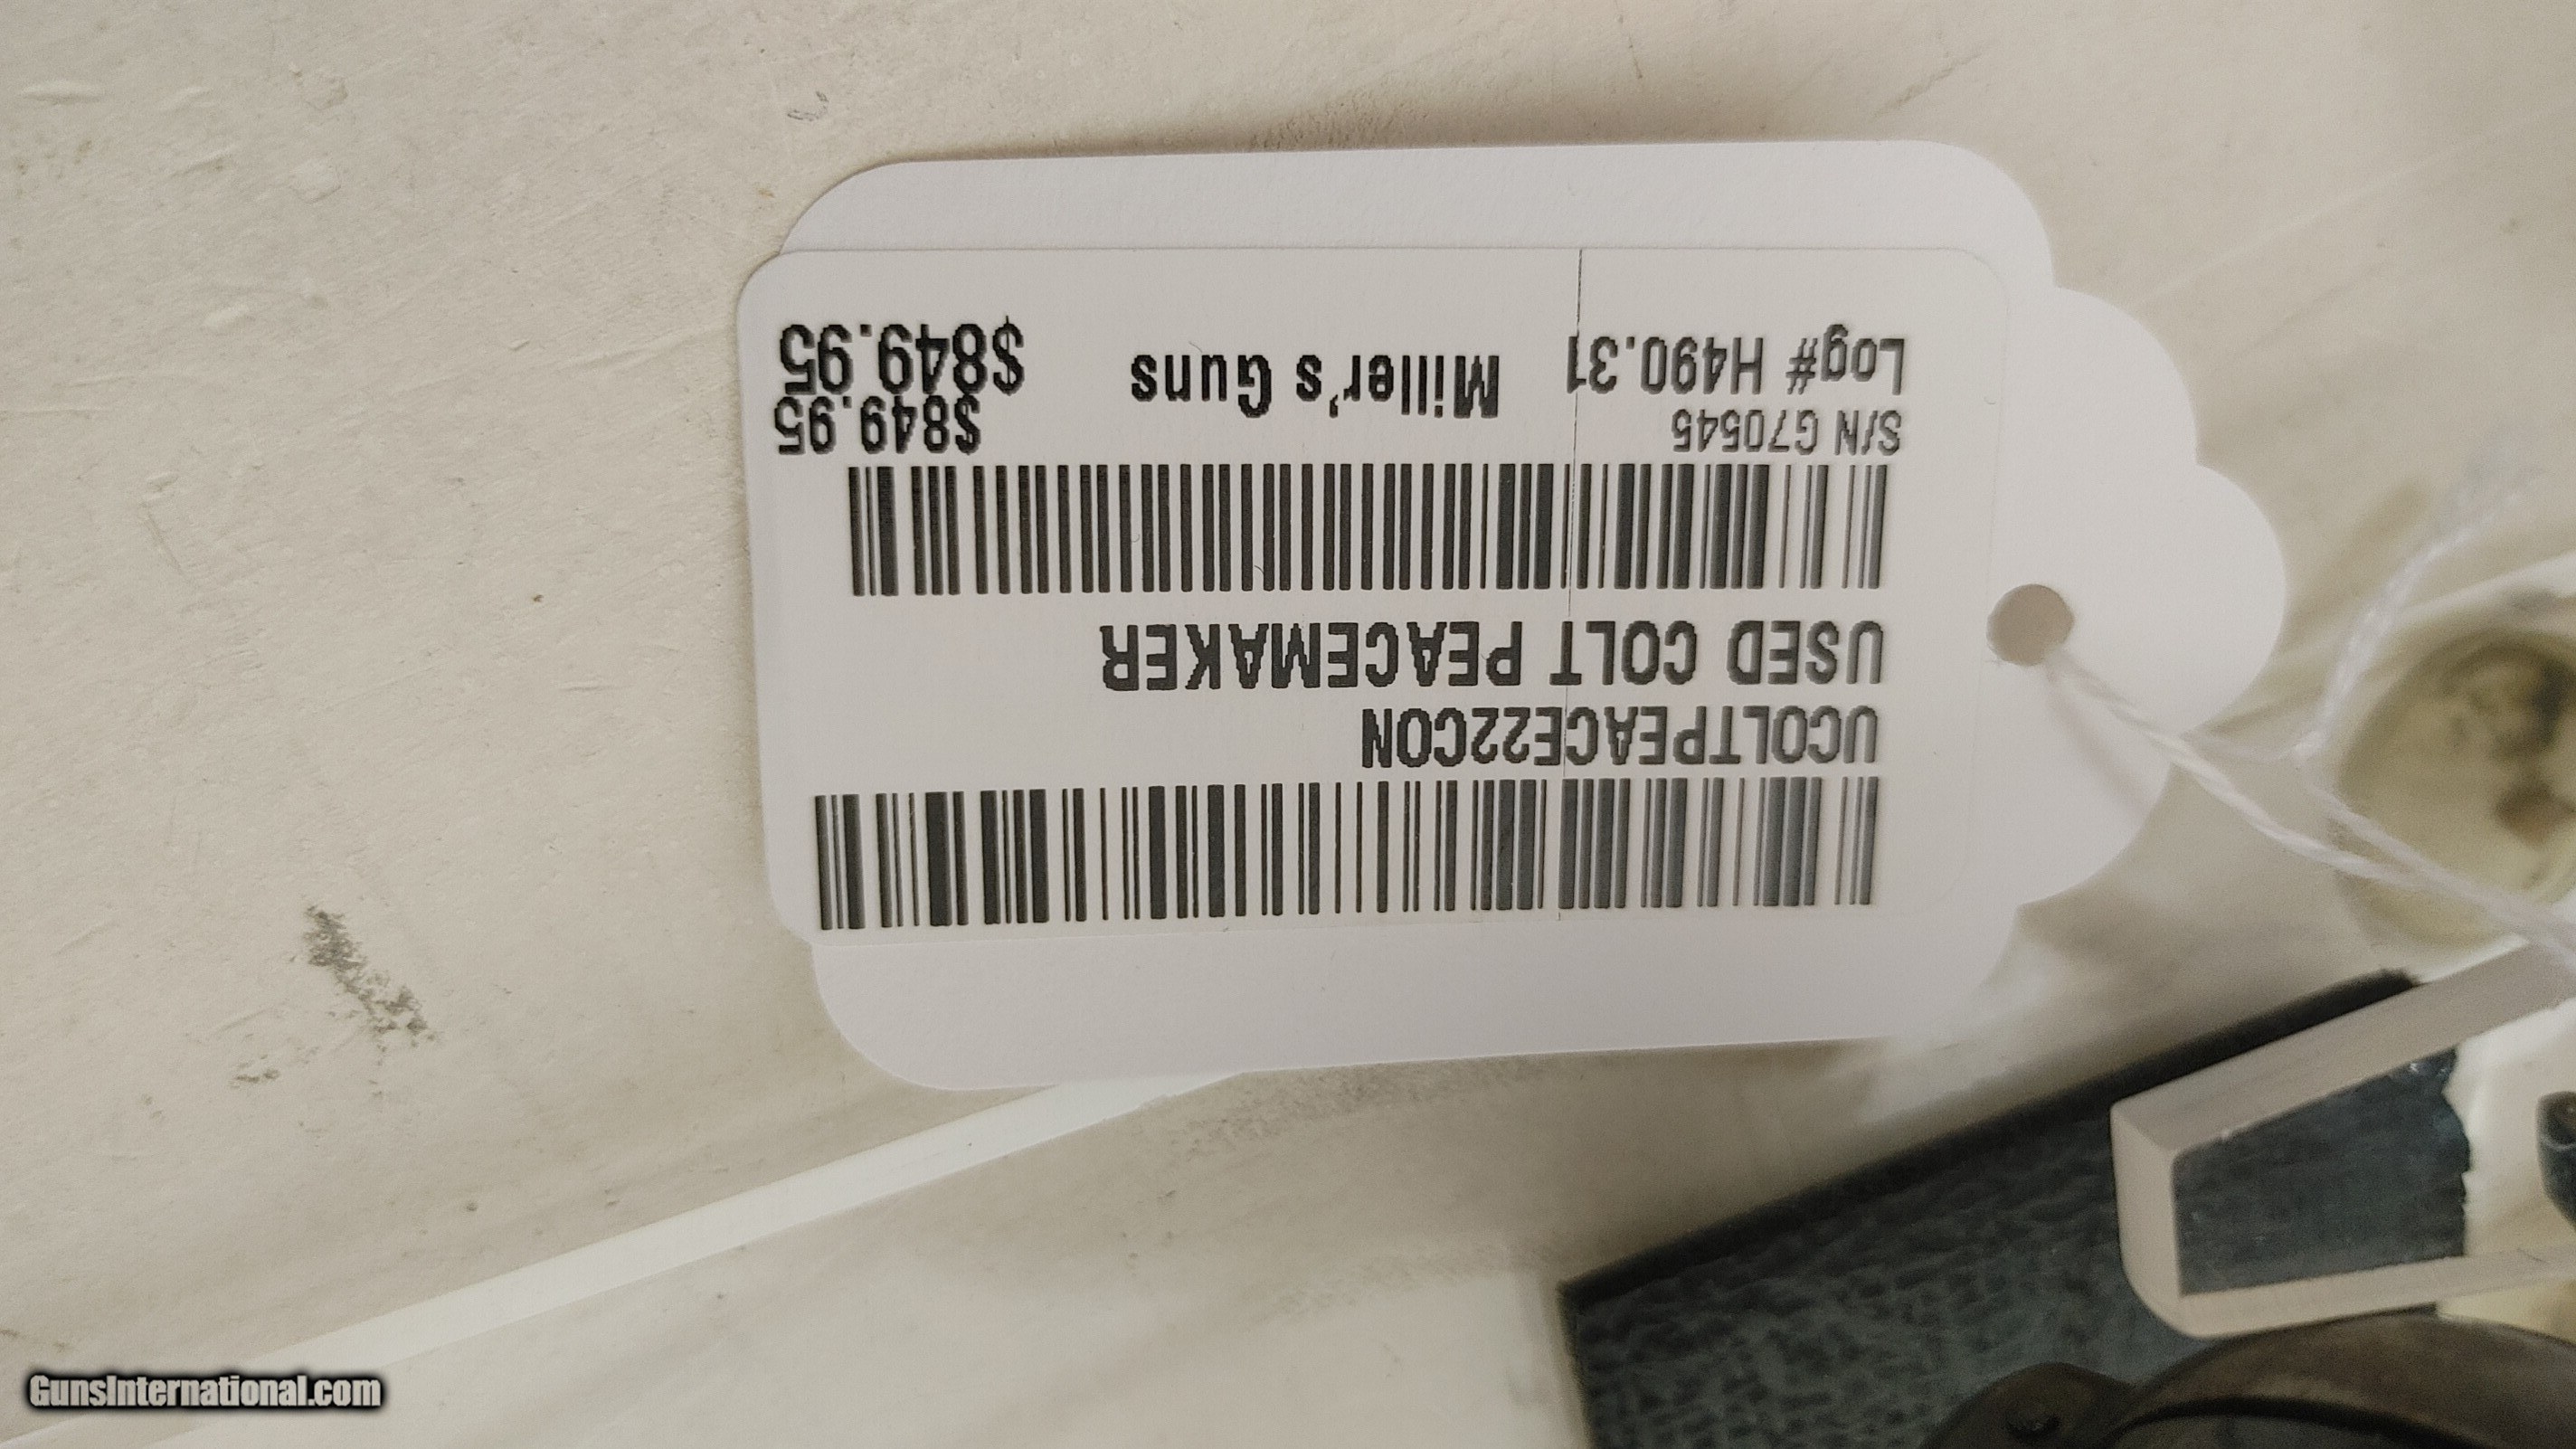 UCOLTPEACE22CON
USED COLT PEACEMAKER
S/N G70545 $849.95
Log# H490.31 Miller's Guns $849.95
GunsInternational.com